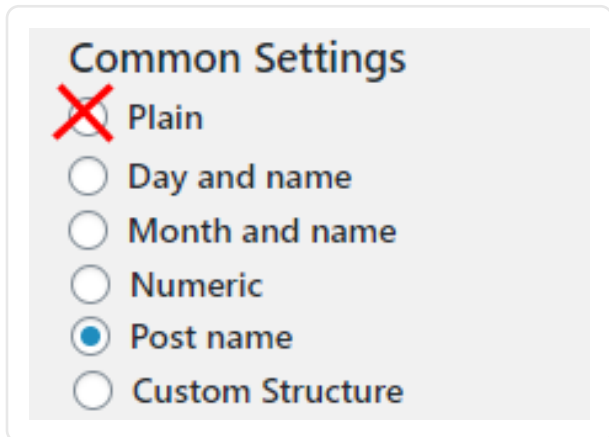 Common Settings
Plain
Day and name
Month and name
Numeric
Post name
Custom Structure